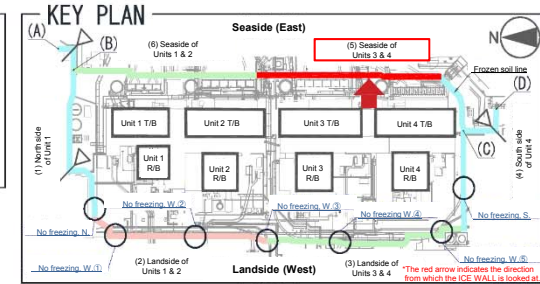 KEY PLAN
(A)
(B)
Seaside (East)
N
(6) Seaside of
Units 1 & 2
(5) Seaside of
Units 3 & 4
Frozen soil line
(D)
Unit 1 T/B
Unit 2 T/B
Unit 3 T/B
Unit 4 T/B
(1) North side
of Unit 1
Unit 1
R/B
Unit 2
R/B
Unit 3
R/B
Unit 4
R/B
(C)
(4) South side
of Unit 4
No freezing, W.②
No freezing, W.③
No freezing, W.④
No freezing, S.
No freezing, N.
No freezing, W.①
No freezing, W.⑤
(2) Landside of
Units 1 & 2
Landside (West)
(3) Landside of
Units 3 & 4
*The red arrow indicates the direction
from which the ICE WALL is looked at.